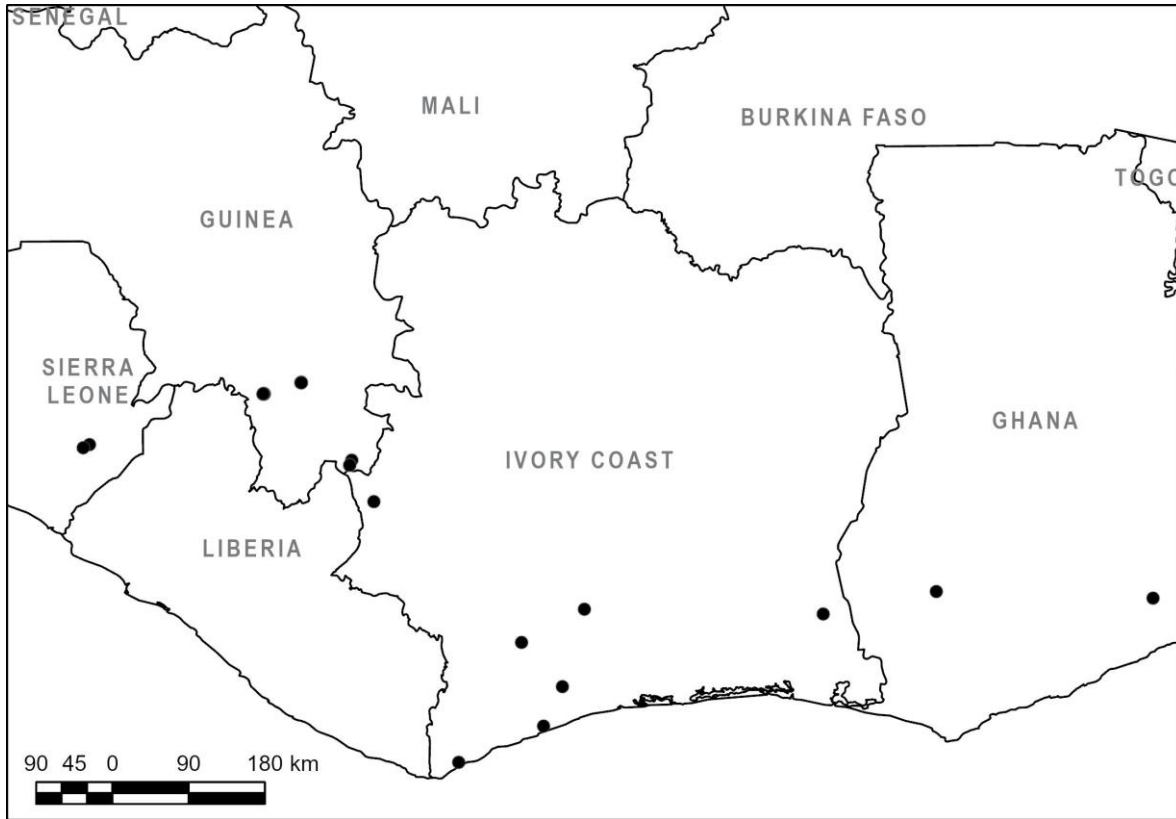 SENEGAL
MALI
BURKINA FASO
TOGO
GUINEA
SIERRA
LEONE
GHANA
IVORY COAST
LIBERIA
90 45 0 90 180 km